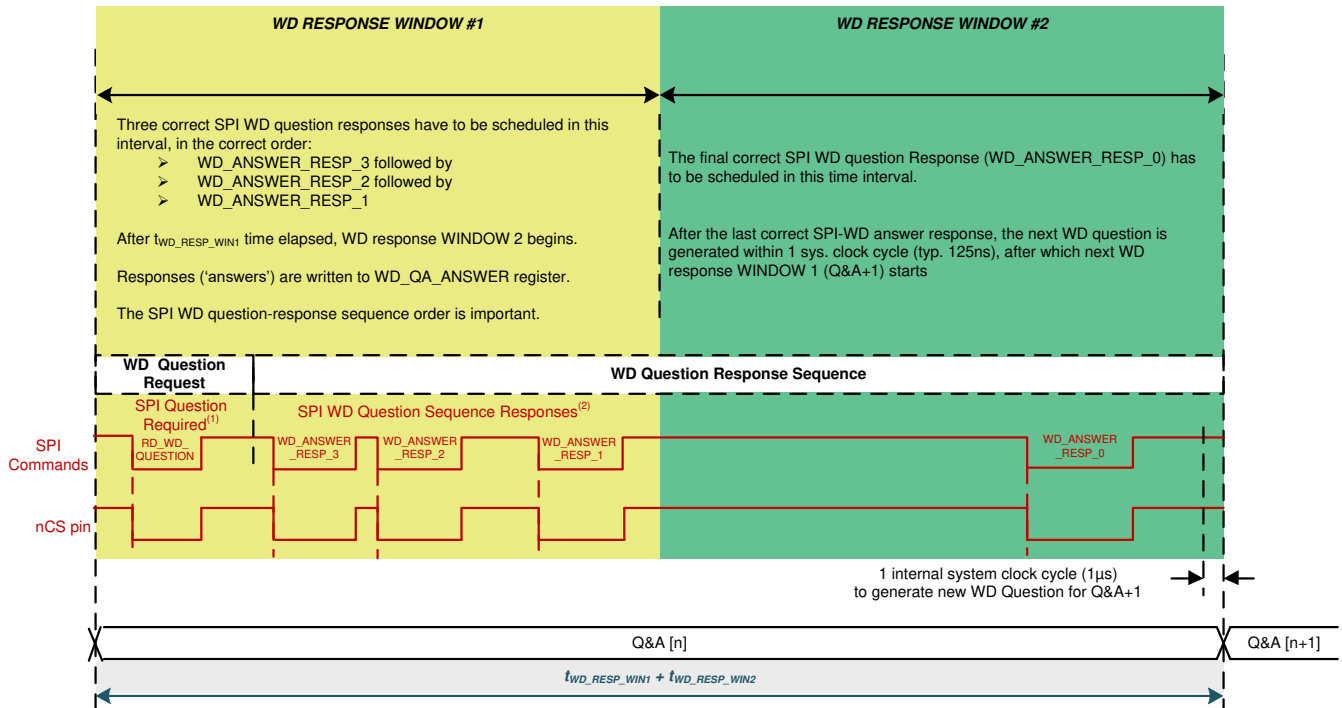 WD RESPONSE WINDOW #1
WD RESPONSE WINDOW #2
Three correct SPI WD question responses have to be scheduled in this
interval, in the correct order:
➢ WD_ANSWER_RESP_3 followed by
➢ WD_ANSWER_RESP_2 followed by
➢ WD_ANSWER_RESP_1
After tWD_RESP_WIN1 time elapsed, WD response WINDOW 2 begins.
Responses (‘answers’) are written to WD_QA_ANSWER register.
The SPI WD question-response sequence order is important.
The final correct SPI WD question Response (WD_ANSWER_RESP_0) has
to be scheduled in this time interval.
After the last correct SPI-WD answer response, the next WD question is
generated within 1 sys. clock cycle (typ. 125ns), after which next WD
response WINDOW 1 (Q&A+1) starts
WD Question
Request
WD Question Response Sequence
SPI Question
Required(1)
SPI WD Question Sequence Responses(2)
SPI
Commands
RD_WD_
QUESTION
WD_ANSWER
_RESP_3
WD_ANSWER
_RESP_2
WD_ANSWER
_RESP_1
WD_ANSWER
_RESP_0
nCS pin
1 internal system clock cycle (1µs)
to generate new WD Question for Q&A+1
Q&A [n]
Q&A [n+1]
tWD_RESP_WIN1 + tWD_RESP_WIN2